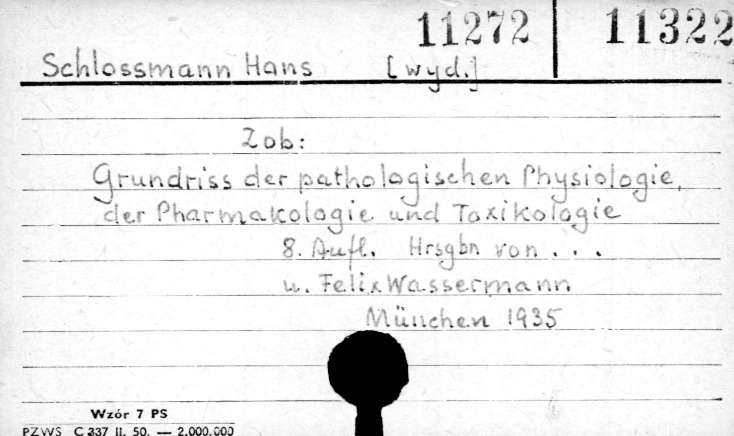 11272 11322
Schlossmann Hans [wyd.]
Zob:
Grundriss der pathologischen Physiologie,
der Pharmakologie und Toxikologie
8. Aufl. Hrsgbn von . . .
u. Felix Wassermann
München 1935
Wzór 7 PS
PZWS C 337 II. 50. — 2.000.000